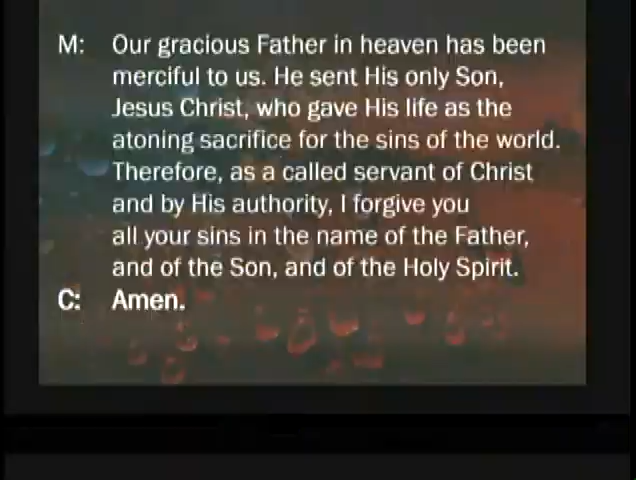 M: Our gracious Father in heaven has been
merciful to us. He sent His only Son,
Jesus Christ, who gave His life as the
atoning sacrifice for the sins of the world.
Therefore, as a called servant of Christ
and by His authority, I forgive you
all your sins in the name of the Father,
and of the Son, and of the Holy Spirit.
C: Amen.